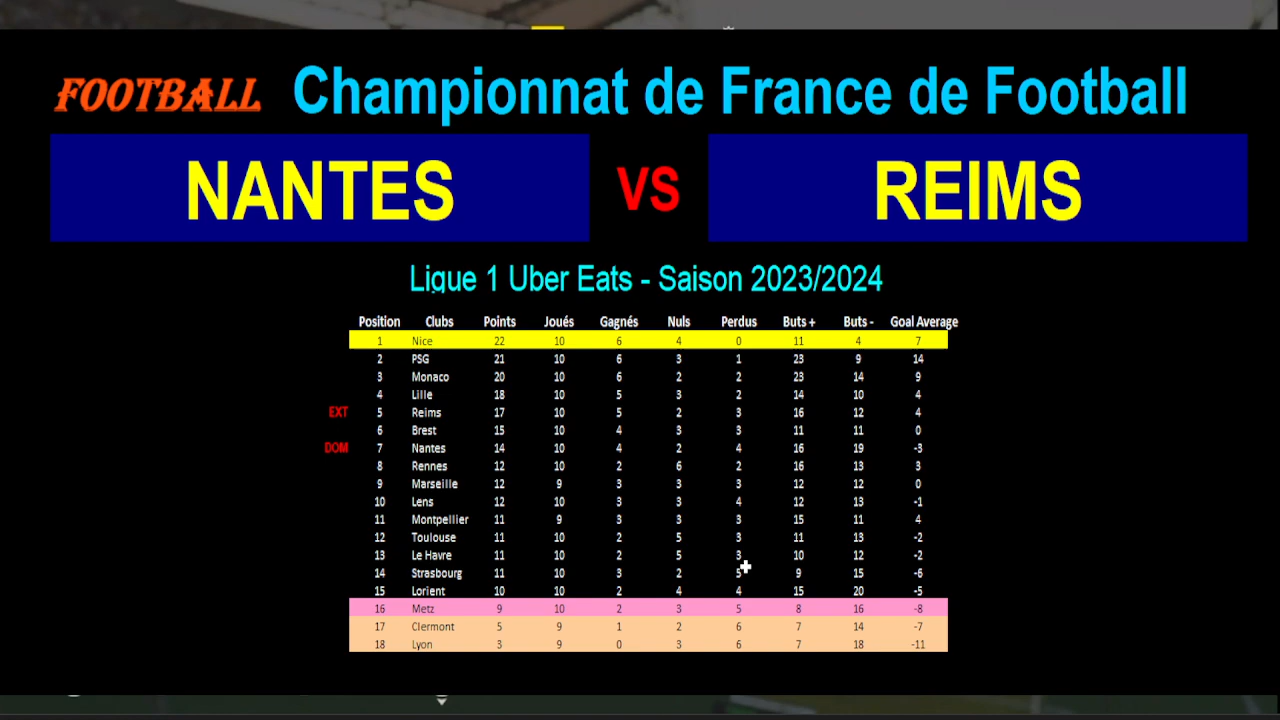 FOOTBALL Championnat de France de Football
NANTES VS REIMS
Ligue 1 Uber Eats - Saison 2023/2024
Position Clubs Points Joués Gagnés Nuls Perdus Buts + Buts - Goal Average
1 Nice 22 10 6 4 0 11 4 7
2 PSG 21 10 6 3 1 23 9 14
3 Monaco 20 10 6 2 2 23 14 9
4 Lille 18 10 5 3 2 14 10 4
EXT 5 Reims 17 10 5 2 3 16 12 4
6 Brest 15 10 4 3 3 11 11 0
DOM 7 Nantes 14 10 4 2 4 16 19 -3
8 Rennes 12 10 2 6 2 16 13 3
9 Marseille 12 9 3 3 3 12 12 0
10 Lens 12 10 3 3 4 12 13 -1
11 Montpellier 11 9 3 3 3 15 11 4
12 Toulouse 11 10 2 5 3 11 13 -2
13 Le Havre 11 10 2 5 3 10 12 -2
14 Strasbourg 11 10 3 2 5 9 15 -6
15 Lorient 10 10 2 4 4 15 20 -5
16 Metz 9 10 2 3 5 8 16 -8
17 Clermont 5 9 1 2 6 7 14 -7
18 Lyon 3 9 0 3 6 7 18 -11